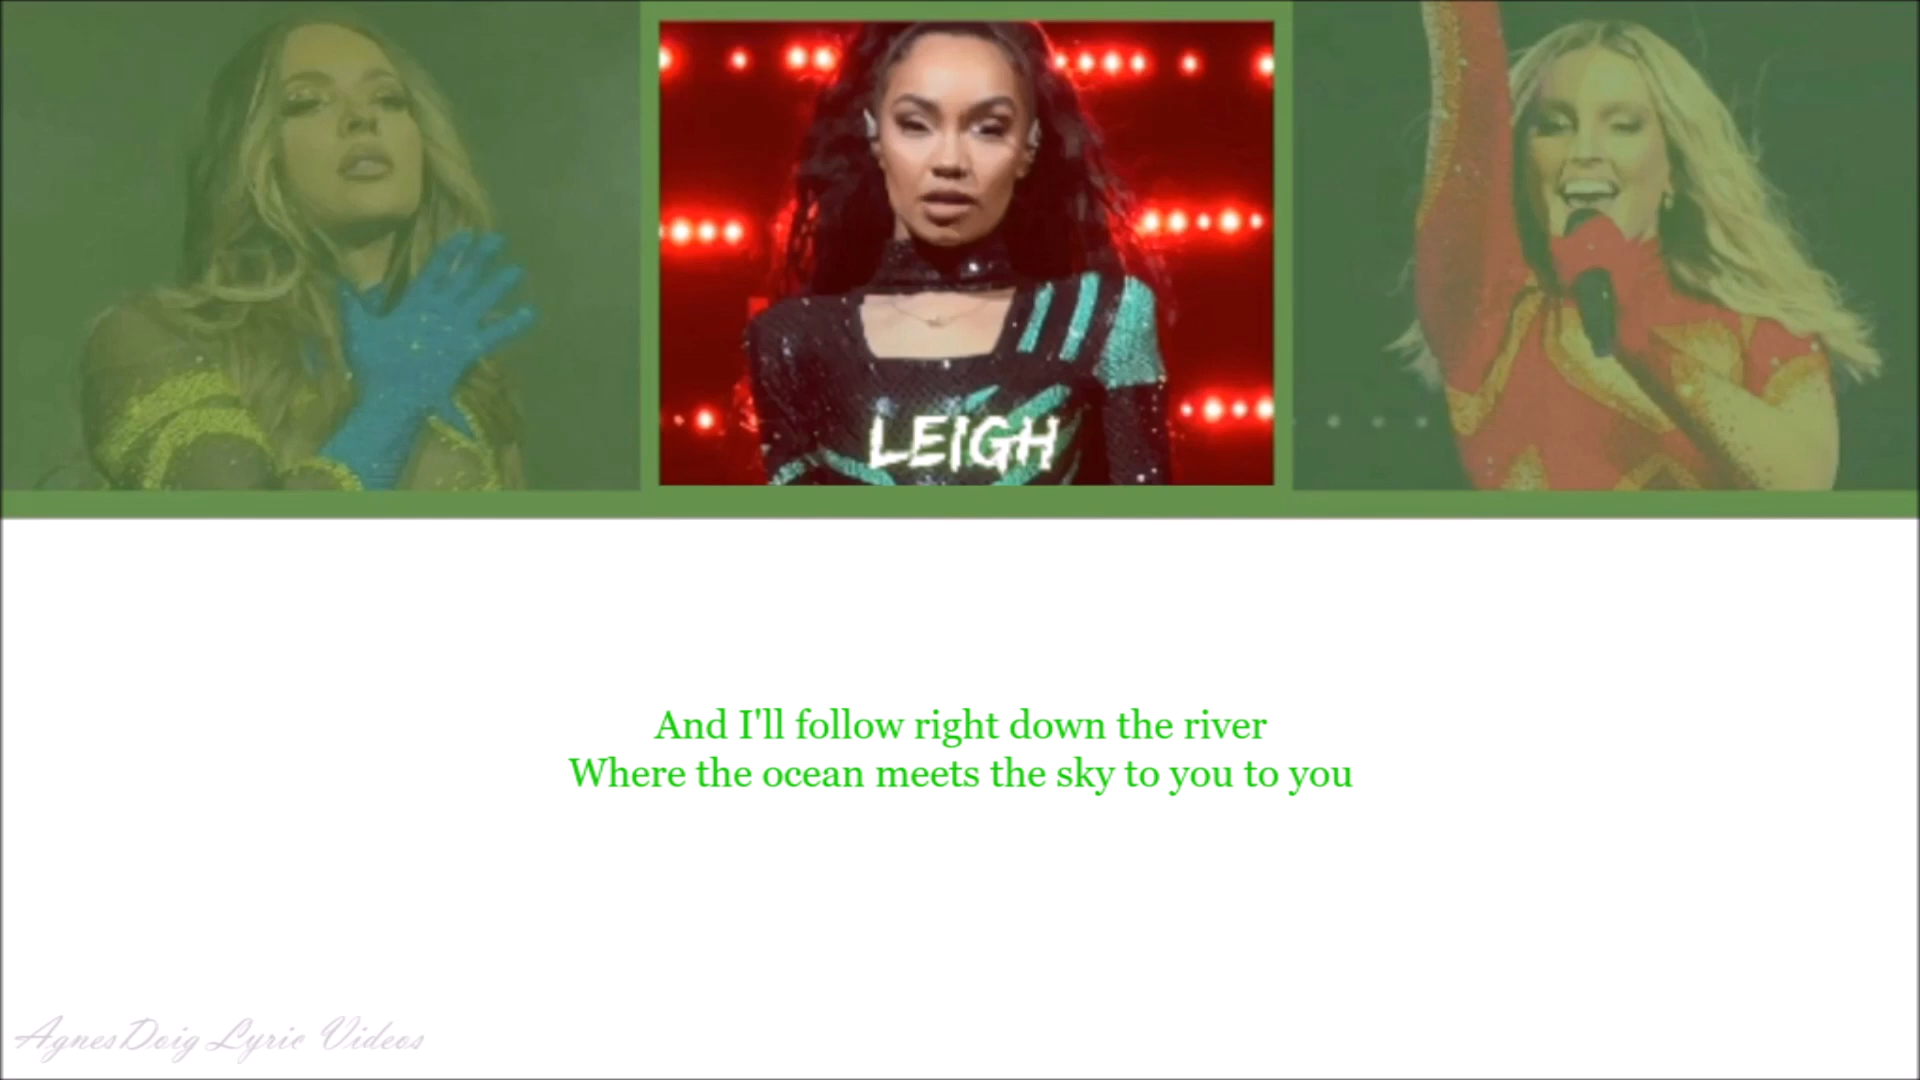 LEIGH
And I'll follow right down the river
Where the ocean meets the sky to you to you
AgnesDoig Lyric Videos